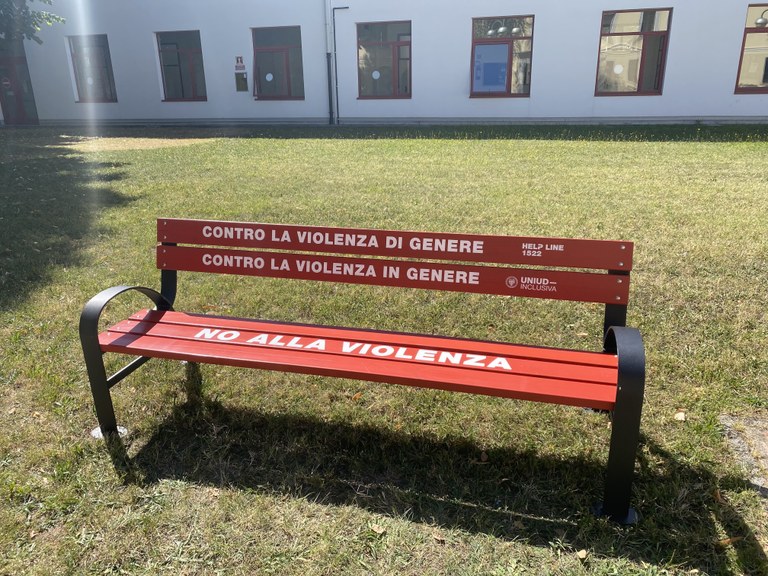 CONTRO LA VIOLENZA DI GENERE
HELP LINE
1522
CONTRO LA VIOLENZA IN GENERE
UNIUD—
INCLUSIVA
NO ALLA VIOLENZA